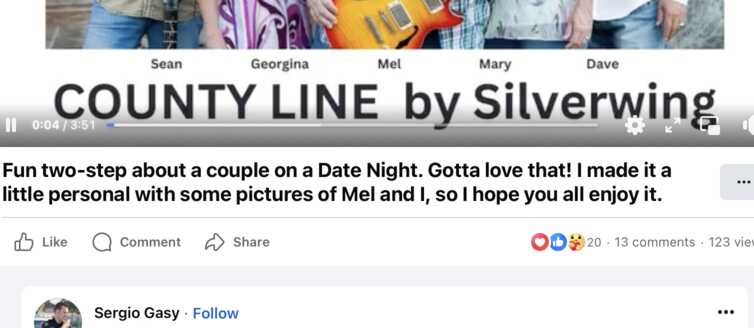 Sean Georgina Mel Mary Dave
COUNTY LINE by Silverwing
0:04 / 3:51
Fun two-step about a couple on a Date Night. Gotta love that! I made it a
little personal with some pictures of Mel and I, so I hope you all enjoy it.
Like Comment Share 20 · 13 comments · 123
Sergio Gasy · Follow